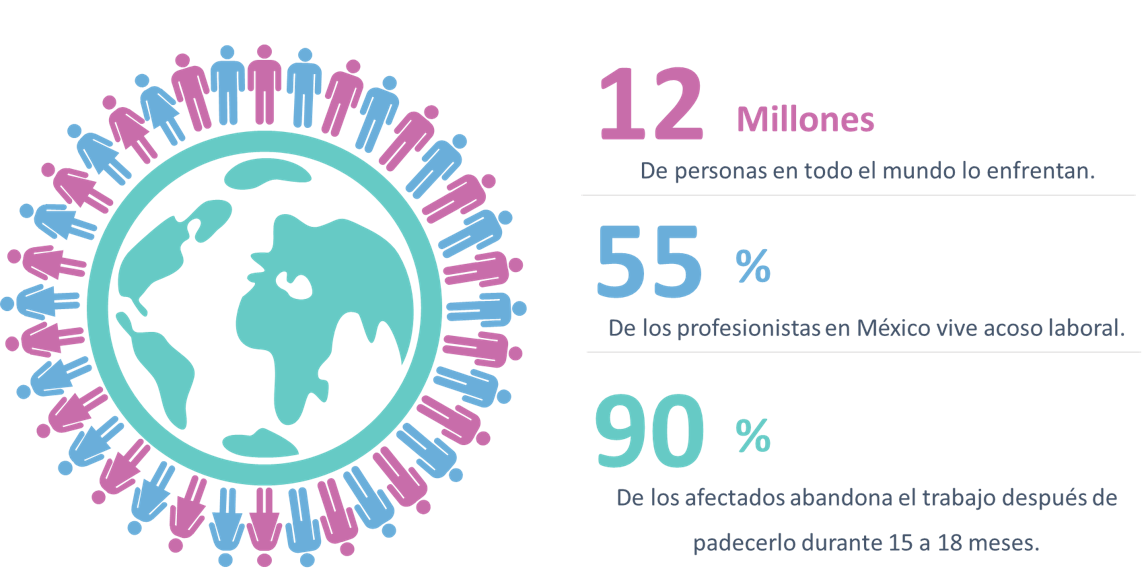 12 Millones
De personas en todo el mundo lo enfrentan.
55 %
De los profesionistas en México vive acoso laboral.
90 %
De los afectados abandona el trabajo después de
padecerlo durante 15 a 18 meses.